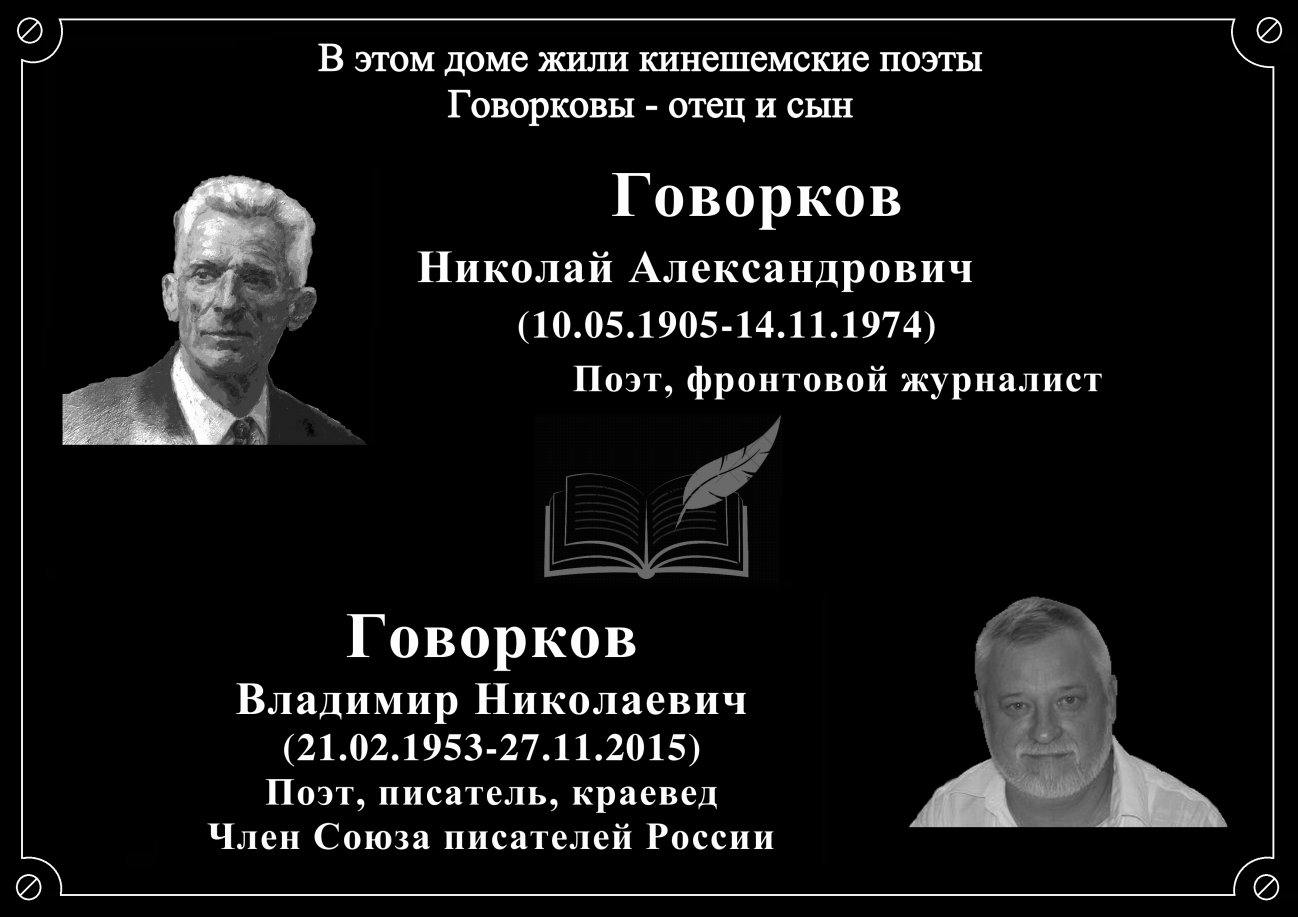 В этом доме жили кинешемские поэты
Говорковы - отец и сын
Говорков
Николай Александрович
(10.05.1905-14.11.1974)
Поэт, фронтовой журналист
Говорков
Владимир Николаевич
(21.02.1953-27.11.2015)
Поэт, писатель, краевед
Член Союза писателей России